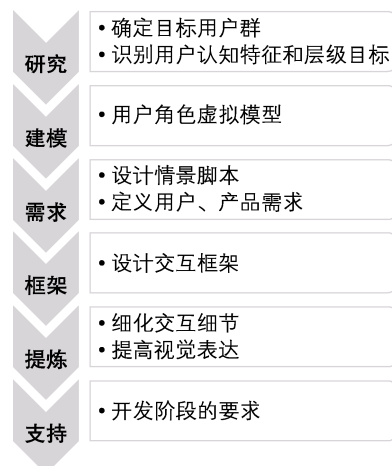 研究
• 确定目标用户群
• 识别用户认知特征和层级目标
建模
• 用户角色虚拟模型
需求
• 设计情景脚本
• 定义用户、产品需求
框架
• 设计交互框架
提炼
• 细化交互细节
• 提高视觉表达
支持
• 开发阶段的要求